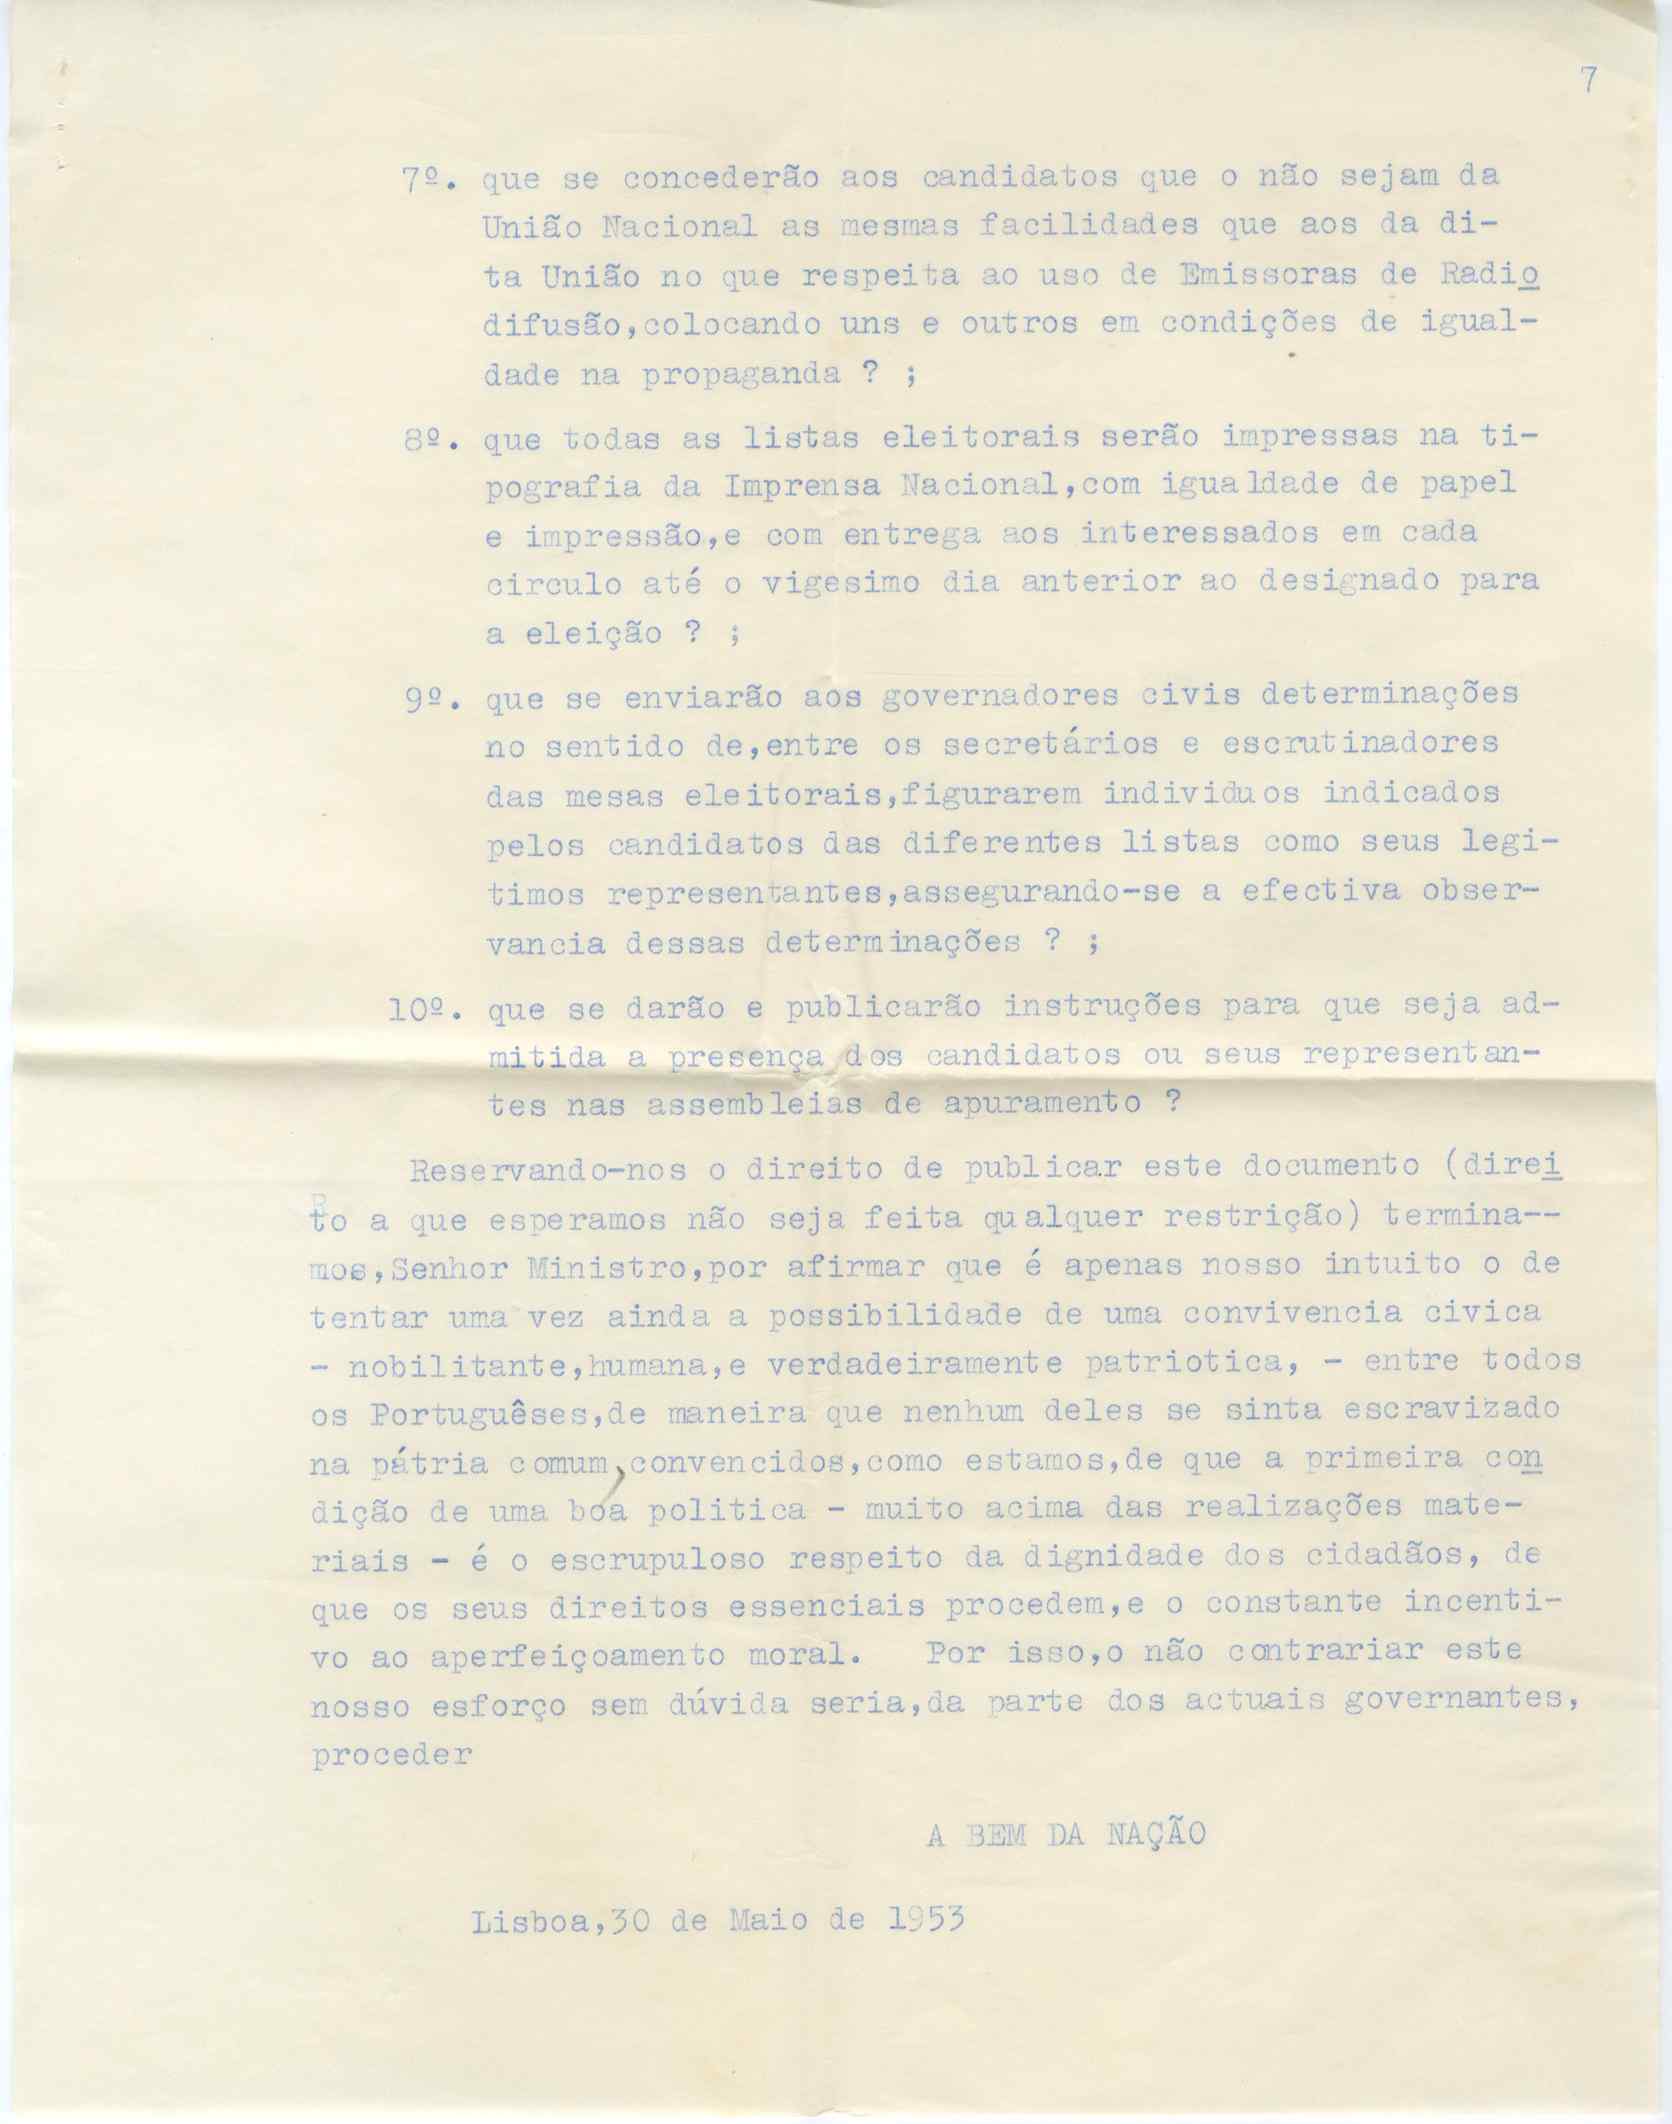 7
7º. que se concederão aos candidatos que o não sejam da
União Nacional as mesmas facilidades que aos da di-
ta União no que respeita ao uso de Emissoras de Radio
difusão,colocando uns e outros em condições de igual-
dade na propaganda ? ;
8º. que todas as listas eleitorais serão impressas na ti-
pografia da Imprensa Nacional,com igualdade de papel
e impressão,e com entrega aos interessados em cada
circulo até o vigesimo dia anterior ao designado para
a eleição ? ;
9º. que se enviarão aos governadores civis determinações
no sentido de,entre os secretários e escrutinadores
das mesas eleitorais,figurarem individuos indicados
pelos candidatos das diferentes listas como seus legi-
timos representantes,assegurando-se a efectiva obser-
vancia dessas determinações ? ;
10º. que se darão e publicarão instruções para que seja ad-
mitida a presença dos candidatos ou seus representan-
tes nas assembleias de apuramento ?
Reservando-nos o direito de publicar este documento (direi
to a que esperamos não seja feita qualquer restrição) termina--
mos,Senhor Ministro,por afirmar que é apenas nosso intuito o de
tentar uma vez ainda a possibilidade de uma convivencia civica
- nobilitante,humana,e verdadeiramente patriotica, - entre todos
os Portuguêses,de maneira que nenhum deles se sinta escravizado
na pátria comum,convencidos,como estamos,de que a primeira con
dição de uma boa politica - muito acima das realizações mate-
riais - é o escrupuloso respeito da dignidade dos cidadãos, de
que os seus direitos essenciais procedem,e o constante incenti-
vo ao aperfeiçoamento moral. Por isso,o não contrariar este
nosso esforço sem dúvida seria,da parte dos actuais governantes,
proceder
A BEM DA NAÇÃO
Lisboa,30 de Maio de 1953